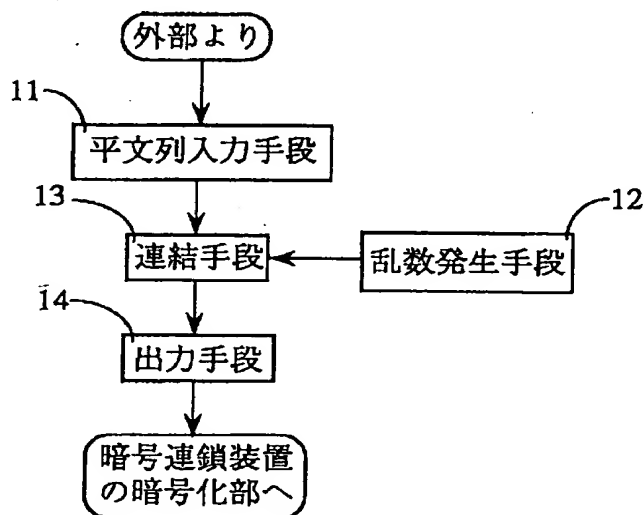 外部より
11
平文列入力手段
13
12
連結手段
乱数発生手段
14
出力手段
暗号連鎖装置
の暗号化部へ